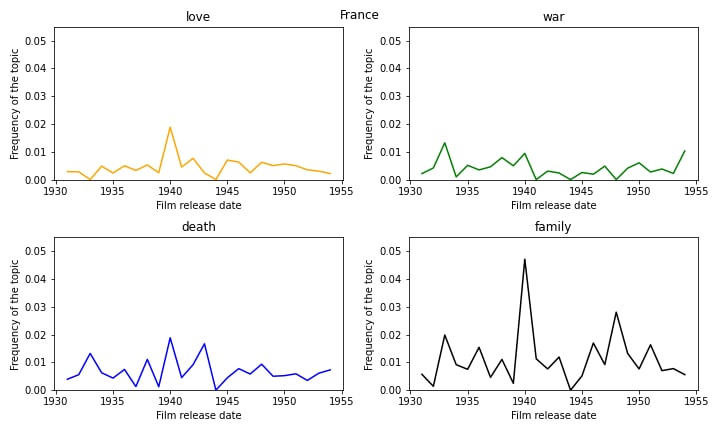 France
love
Frequency of the topic
0.05
0.04
0.03
0.02
0.01
0.00
1930 1935 1940 1945 1950 1955
Film release date
war
Frequency of the topic
0.05
0.04
0.03
0.02
0.01
0.00
1930 1935 1940 1945 1950 1955
Film release date
death
Frequency of the topic
0.05
0.04
0.03
0.02
0.01
0.00
1930 1935 1940 1945 1950 1955
Film release date
family
Frequency of the topic
0.05
0.04
0.03
0.02
0.01
0.00
1930 1935 1940 1945 1950 1955
Film release date